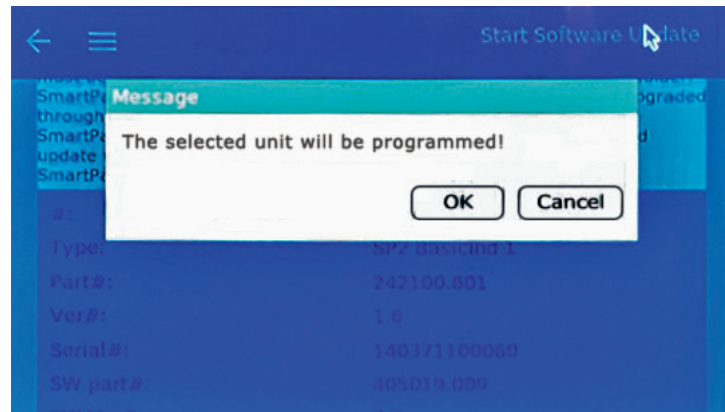 Start Software Update
SmartPa
Message
pgraded
through
SmartPa
The selected unit will be programmed!
d
update
SmartPa
OK
Cancel
#:
Type:
SP2 BasicInd 1
Part#:
242100.801
Ver#:
1.6
Serial#:
140371100060
SW part#:
405019.009